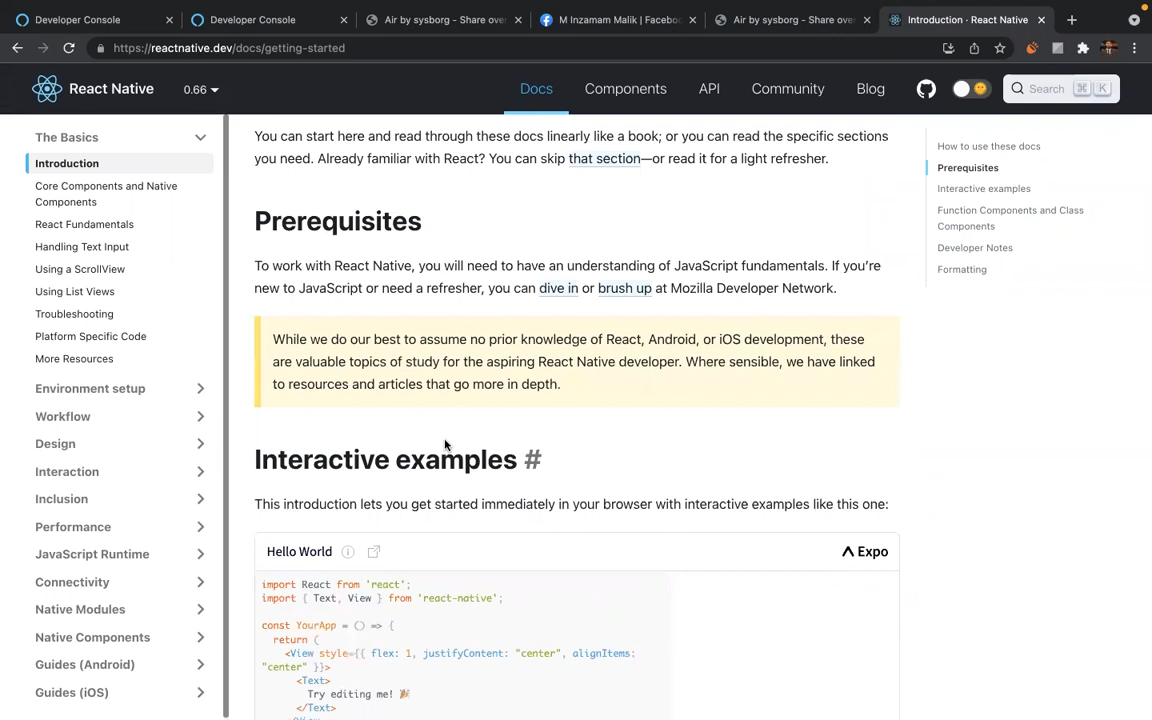 Developer Console
Developer Console
Air by sysborg - Share over
M Inzamam Malik | Facebook
Air by sysborg - Share over
Introduction · React Native
https://reactnative.dev/docs/getting-started
React Native
0.66
Docs
Components
API
Community
Blog
Search
⌘
K
The Basics
Introduction
Core Components and Native
Components
React Fundamentals
Handling Text Input
Using a ScrollView
Using List Views
Troubleshooting
Platform Specific Code
More Resources
Environment setup
Workflow
Design
Interaction
Inclusion
Performance
JavaScript Runtime
Connectivity
Native Modules
Native Components
Guides (Android)
Guides (iOS)
You can start here and read through these docs linearly like a book; or you can read the specific sections
you need. Already familiar with React? You can skip that section—or read it for a light refresher.
Prerequisites
To work with React Native, you will need to have an understanding of JavaScript fundamentals. If you’re
new to JavaScript or need a refresher, you can dive in or brush up at Mozilla Developer Network.
While we do our best to assume no prior knowledge of React, Android, or iOS development, these
are valuable topics of study for the aspiring React Native developer. Where sensible, we have linked
to resources and articles that go more in depth.
Interactive examples #
This introduction lets you get started immediately in your browser with interactive examples like this one:
Hello World
Expo
import React from 'react';
import { Text, View } from 'react-native';
const YourApp = () => {
return (
<View style={{ flex: 1, justifyContent: "center", alignItems:
"center" }}>
<Text>
Try editing me! 🎉
</Text>
How to use these docs
Prerequisites
Interactive examples
Function Components and Class
Components
Developer Notes
Formatting